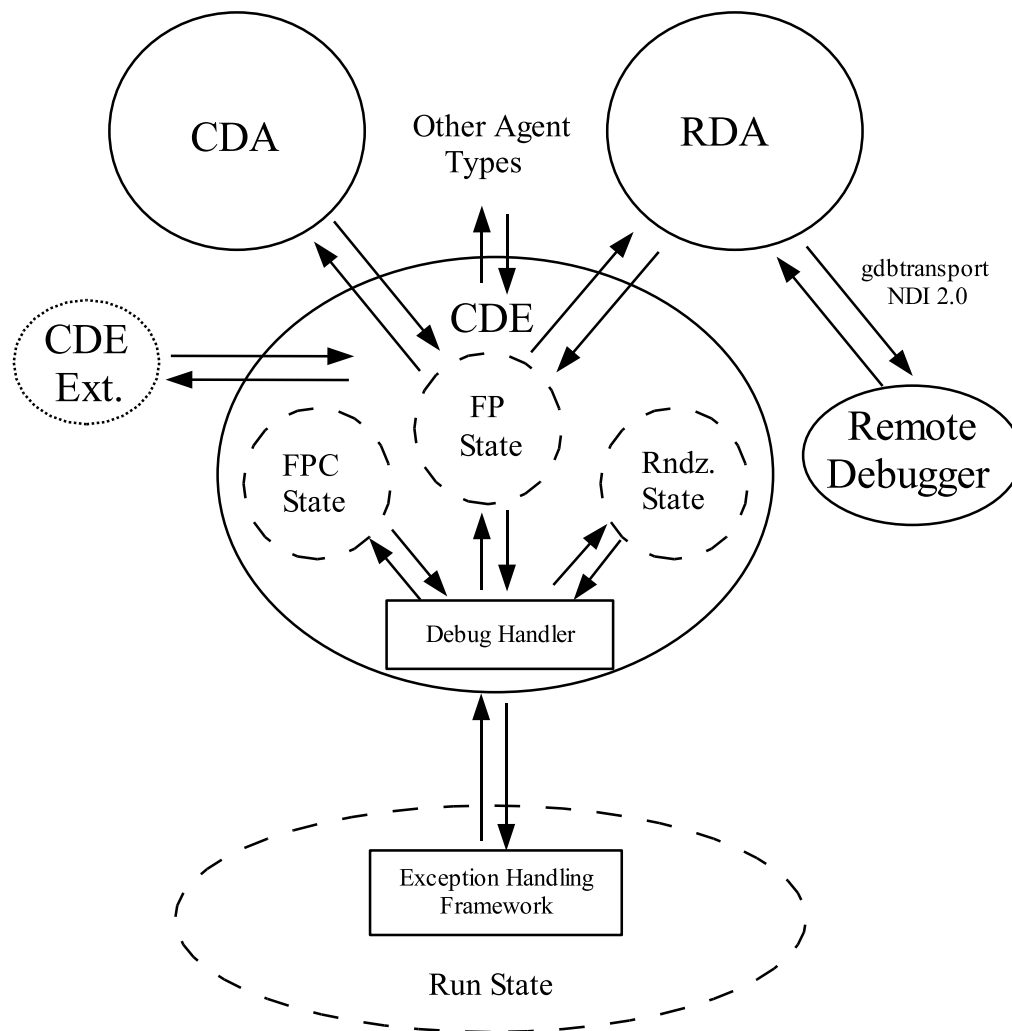 CDA
Other Agent
Types
RDA
gdbtransport
NDI 2.0
CDE
CDE
Ext.
FP
State
Remote
Debugger
FPC
State
Rndz.
State
Debug Handler
Exception Handling
Framework
Run State